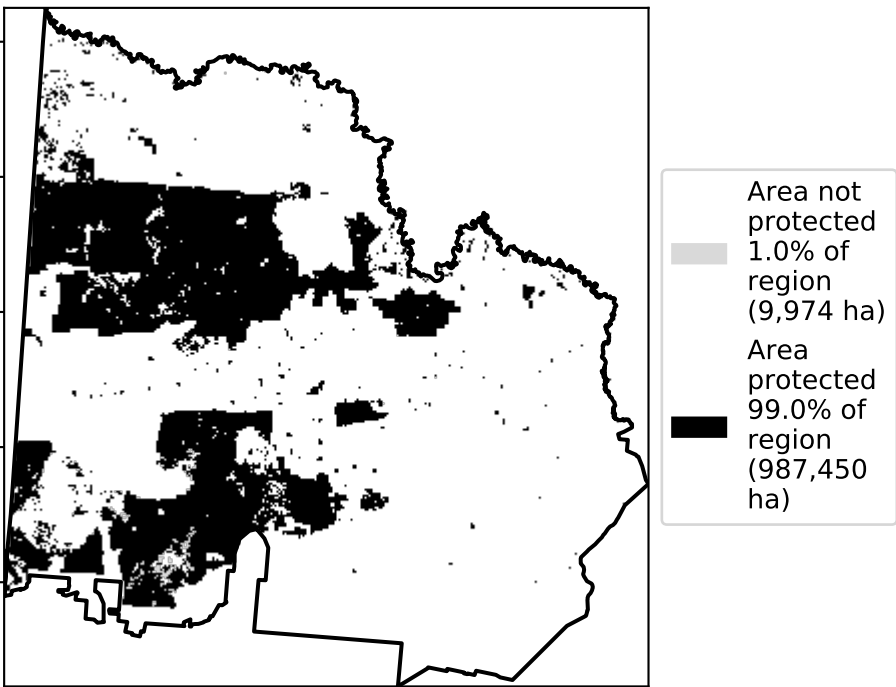 Area not
protected
1.0% of
region
(9,974 ha)
Area
protected
99.0% of
region
(987,450
ha)